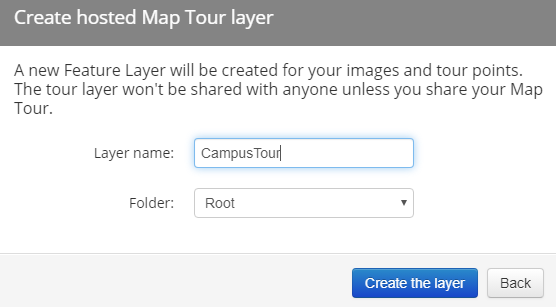 Create hosted Map Tour layer
A new Feature Layer will be created for your images and tour points.
The tour layer won't be shared with anyone unless you share your Map
Tour.
Layer name: CampusTour
Folder: Root
Create the layer Back